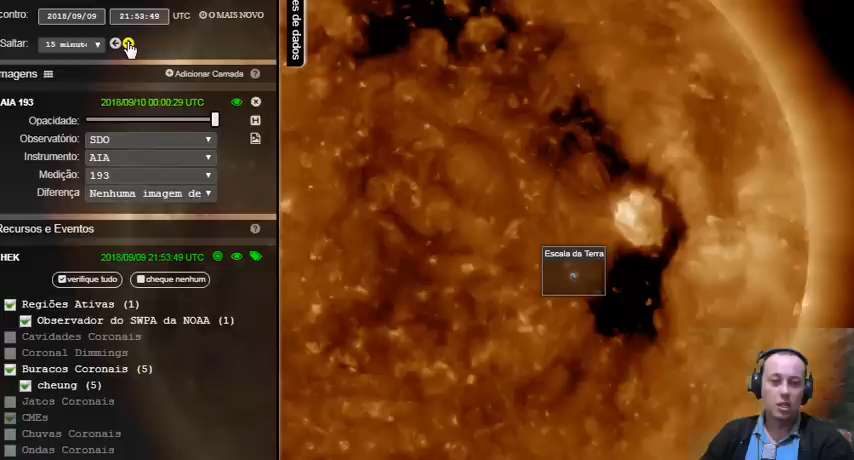 contro: 2018/09/09 21:53:49 UTC O MAIS NOVO
Saltar: 15 minut
magens Adicionar Camada ?
AIA 193 2018/09/10 00:00:29 UTC
Opacidade:
Observatório: SDO
Instrumento: AIA
Medição: 193
Diferença Nenhuma imagem de
Recursos e Eventos ?
HEK 2018/09/09 21:53:49 UTC
verifique tudo cheque nenhum
Regiões Ativas (1)
Observador do SWPA da NOAA (1)
Cavidades Coronais
Coronal Dimmings
Buracos Coronais (5)
cheung (5)
Jatos Coronais
CMEs
Chuvas Coronais
Ondas Coronais
es de dados
Escala da Terra